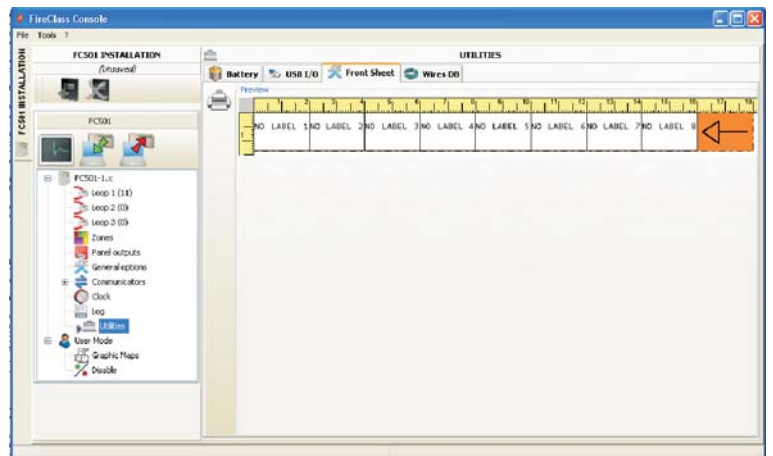 FireClass Console
File Tools ?
FC501 INSTALLATION
FC501 INSTALLATION
(Unsaved)
FC501
FC501-1.x
Loop 1 (11)
Loop 2 (0)
Loop 3 (0)
Zones
Panel outputs
General options
Communicators
Clock
Log
Utilities
User Mode
Graphic Maps
Disable
UTILITIES
Battery USB I/O Front Sheet Wires DB
Preview
NO LABEL 1 NO LABEL 2 NO LABEL 3 NO LABEL 4 NO LABEL 5 NO LABEL 6 NO LABEL 7 NO LABEL 8